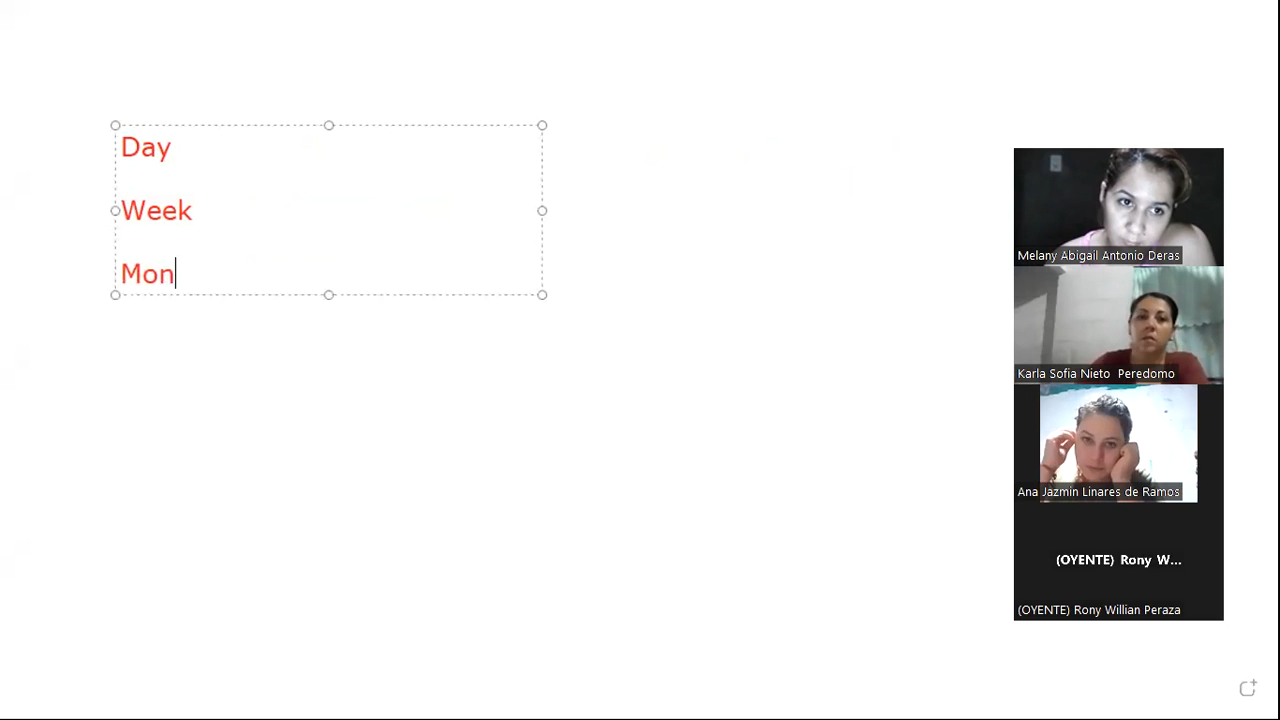 Day
Week
Mon
Melany Abigail Antonio Deras
Karla Sofía Nieto Peredomo
Ana Jazmin Linares de Ramos
(OYENTE) Rony W...
(OYENTE) Rony Willian Peraza